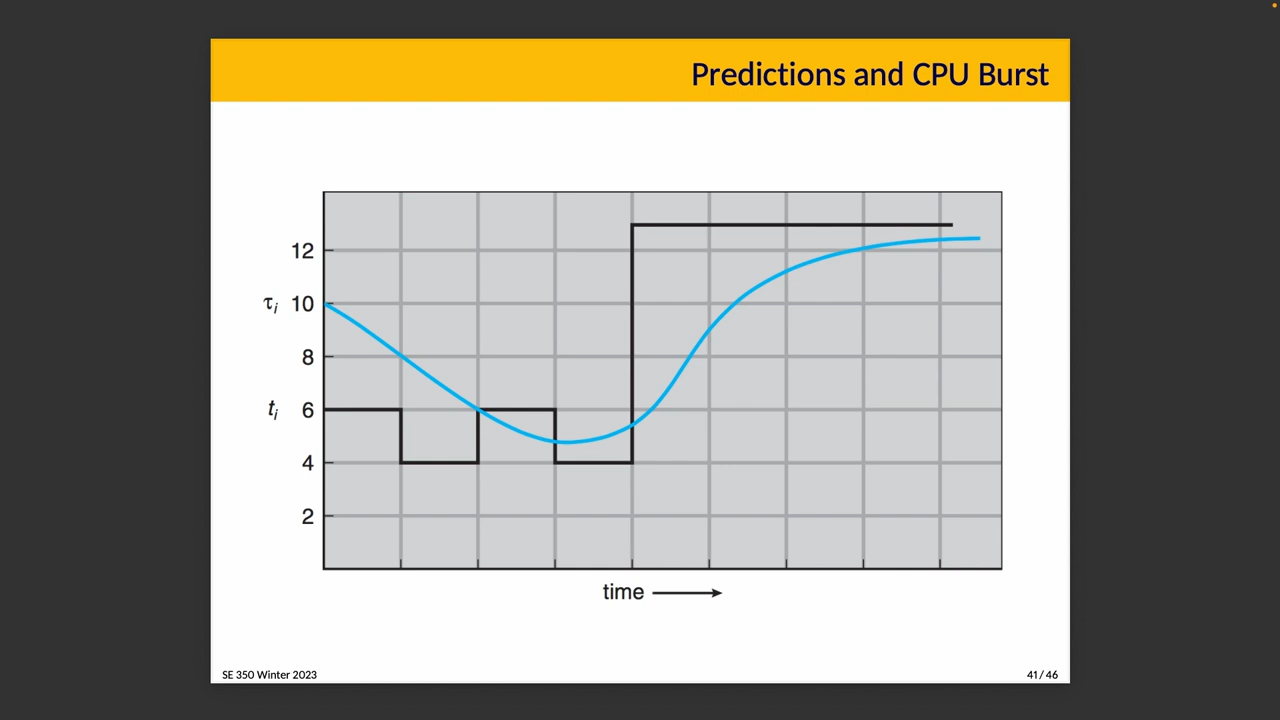 Predictions and CPU Burst
12
τi 10
8
ti 6
4
2
time
SE 350 Winter 2023
41 / 46